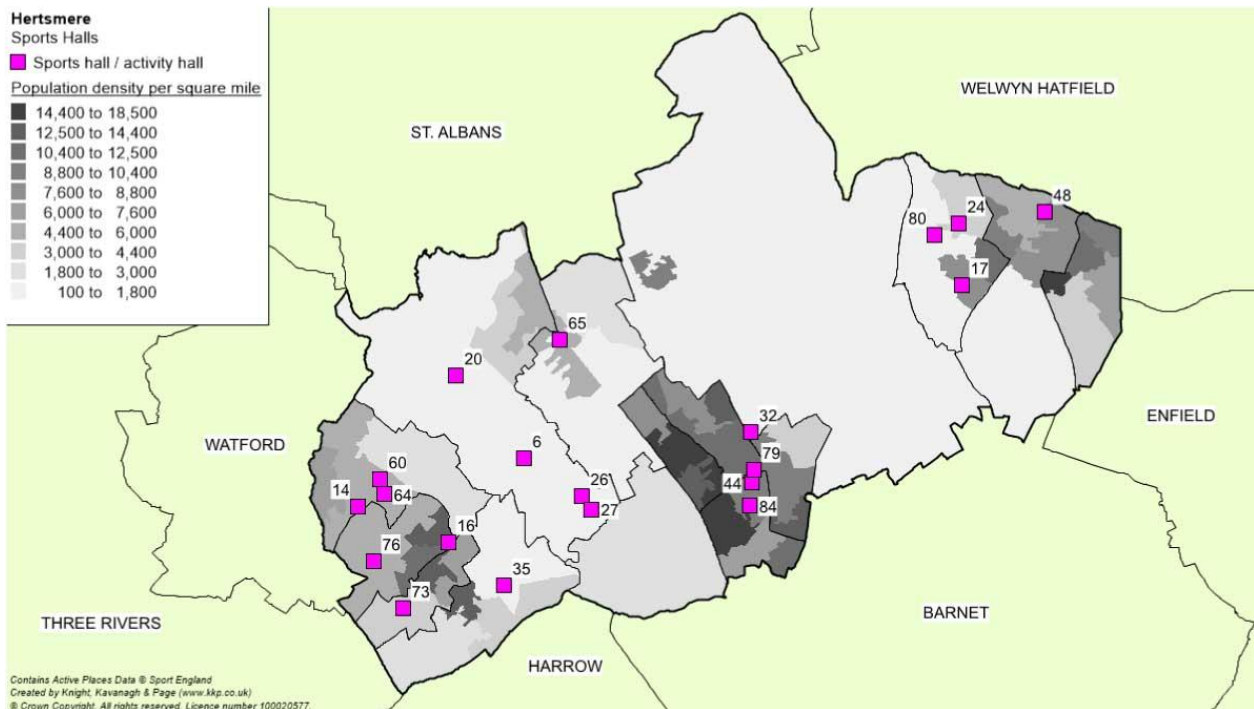 Hertsmere
Sports Halls
Sports hall / activity hall
Population density per square mile
14,400 to 18,500
12,500 to 14,400
10,400 to 12,500
8,800 to 10,400
7,600 to 8,800
6,000 to 7,600
4,400 to 6,000
3,000 to 4,400
1,800 to 3,000
100 to 1,800
WELWYN HATFIELD
ST. ALBANS
48
24
80
17
65
20
ENFIELD
32
WATFORD
6
79
60
26
44
14
64
27
84
16
76
35
73
THREE RIVERS
BARNET
HARROW
Contains Active Places Data © Sport England
Created by Knight, Kavanagh & Page (www.kkp.co.uk)
© Crown Copyright. All rights reserved. Licence number 100020577.